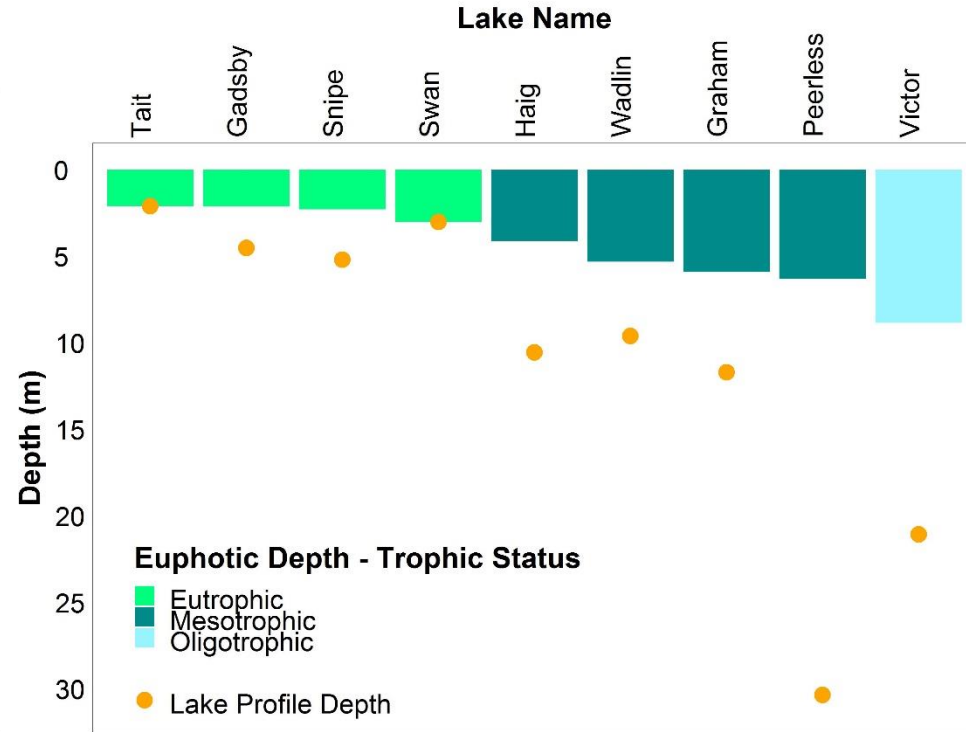 Lake Name
Tait
Gadsby
Snipe
Swan
Haig
Wadlin
Graham
Peerless
Victor
Depth (m)
0
5
10
15
20
25
30
Euphotic Depth - Trophic Status
Eutrophic
Mesotrophic
Oligotrophic
Lake Profile Depth